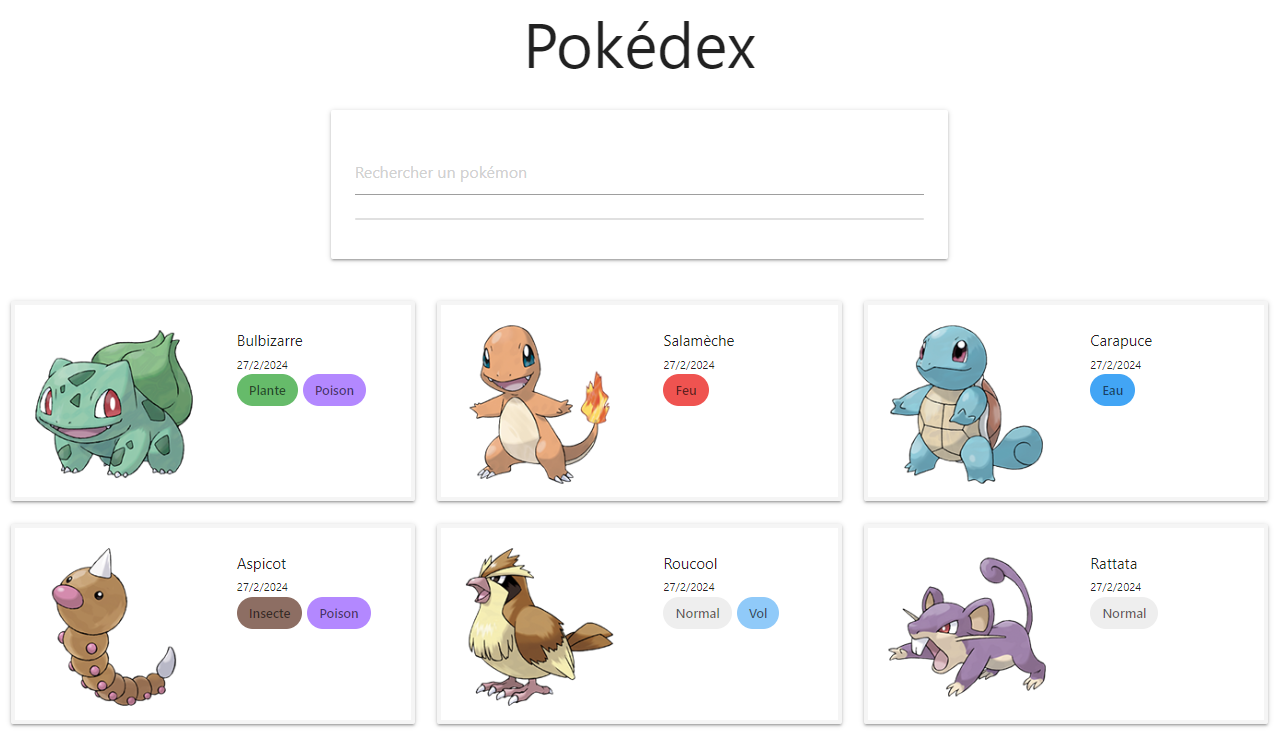 Pokédex
Rechercher un pokémon
Bulbizarre
27/2/2024
Plante Poison
Salamèche
27/2/2024
Feu
Carapuce
27/2/2024
Eau
Aspicot
27/2/2024
Insecte Poison
Roucool
27/2/2024
Normal Vol
Rattata
27/2/2024
Normal